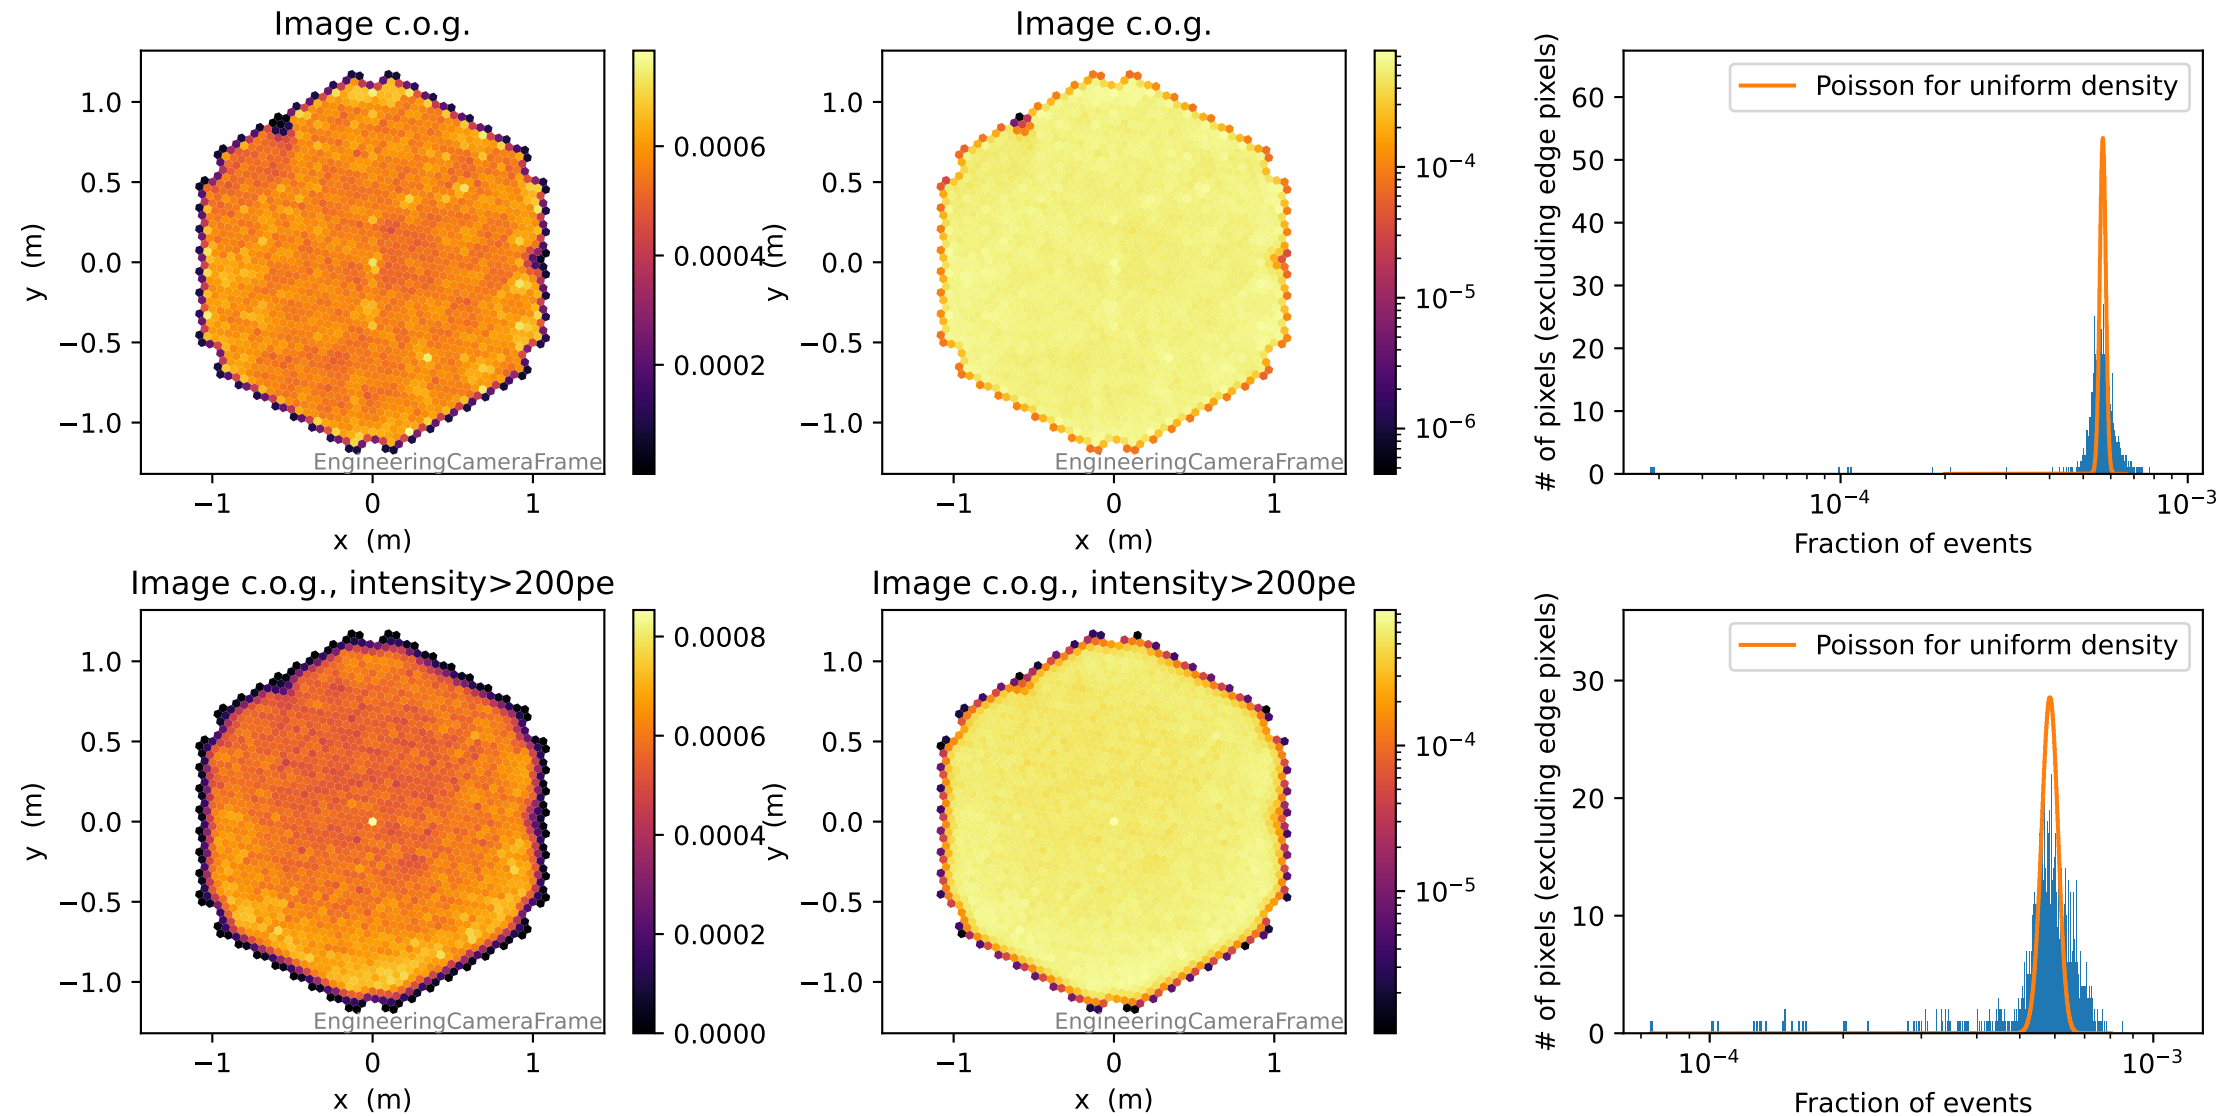 Image c.o.g.
y (m)
1.0
0.5
0.0
−0.5
−1.0
−1 0 1
x (m)
EngineeringCameraFrame
0.0006
0.0004
0.0002
Image c.o.g.
y (m)
1.0
0.5
0.0
−0.5
−1.0
−1 0 1
x (m)
EngineeringCameraFrame
10⁻⁴
10⁻⁵
10⁻⁶
Poisson for uniform density
# of pixels (excluding edge pixels)
60
50
40
30
20
10
0
10⁻⁴ 10⁻³
Fraction of events
Image c.o.g., intensity>200pe
y (m)
1.0
0.5
0.0
−0.5
−1.0
−1 0 1
x (m)
EngineeringCameraFrame
0.0008
0.0006
0.0004
0.0002
0.0000
Image c.o.g., intensity>200pe
y (m)
1.0
0.5
0.0
−0.5
−1.0
−1 0 1
x (m)
EngineeringCameraFrame
10⁻⁴
10⁻⁵
Poisson for uniform density
# of pixels (excluding edge pixels)
30
20
10
0
10⁻⁴ 10⁻³
Fraction of events